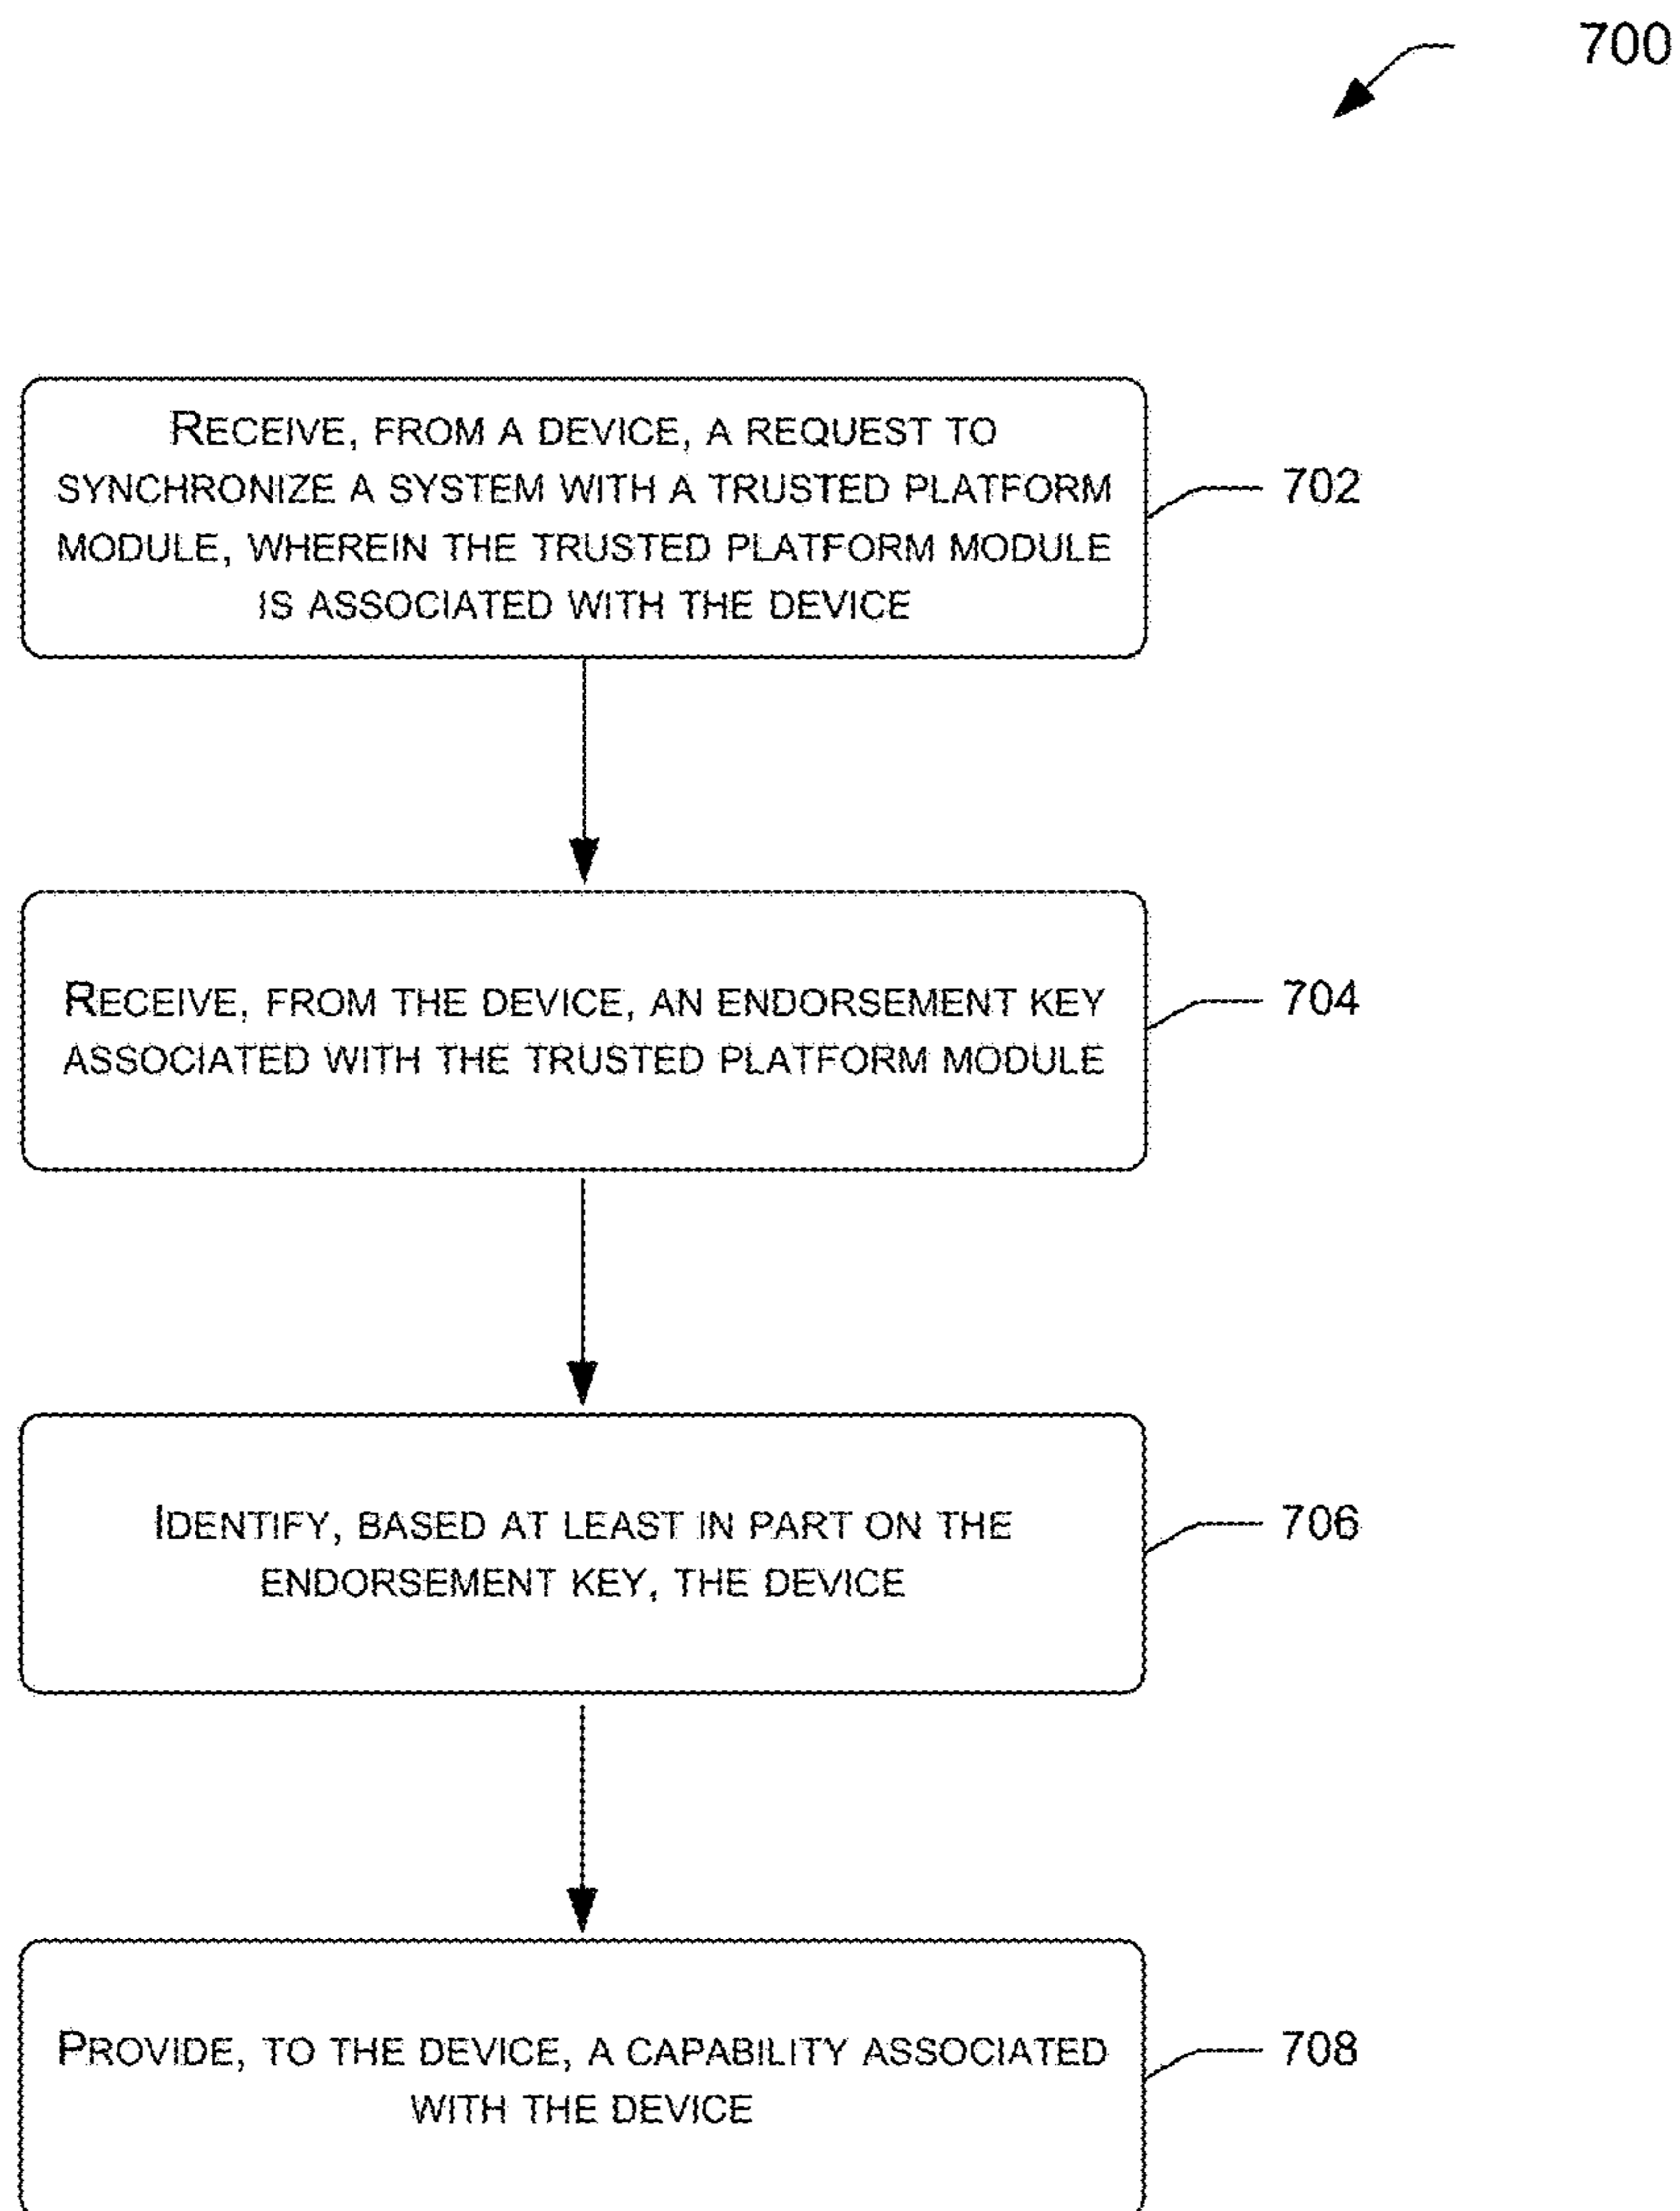 700
RECEIVE, FROM A DEVICE, A REQUEST TO
SYNCHRONIZE A SYSTEM WITH A TRUSTED PLATFORM
MODULE, WHEREIN THE TRUSTED PLATFORM MODULE
IS ASSOCIATED WITH THE DEVICE
702
RECEIVE, FROM THE DEVICE, AN ENDORSEMENT KEY
ASSOCIATED WITH THE TRUSTED PLATFORM MODULE
704
IDENTIFY, BASED AT LEAST IN PART ON THE
ENDORSEMENT KEY, THE DEVICE
706
PROVIDE, TO THE DEVICE, A CAPABILITY ASSOCIATED
WITH THE DEVICE
708